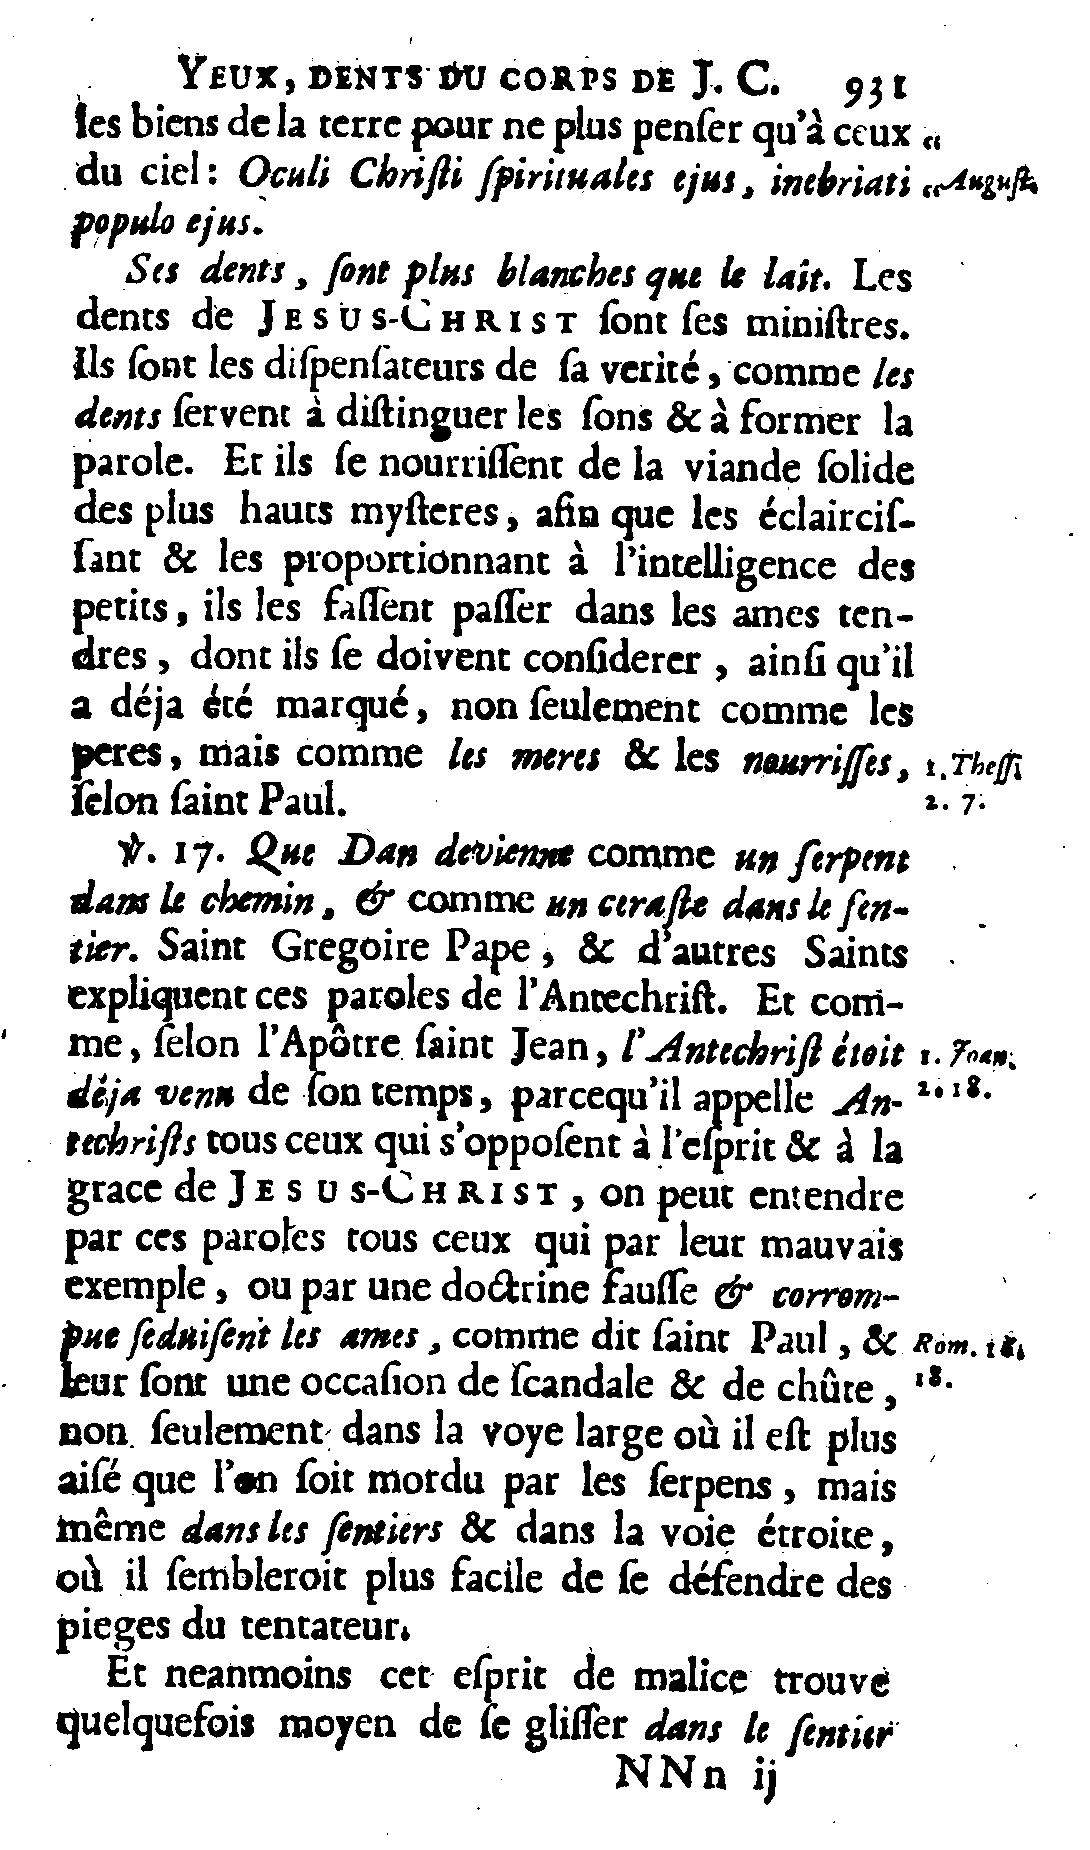 YEUX, DENTS DU CORPS DE J. C. 931
les biens de la terre pour ne plus penſer qu'à ceux „
du ciel : Oculi Chriſti ſpirituales ejus, inebriati „ Auguſt.
populo ejus.
Ses dents, ſont plus blanches que le lait. Les
dents de JESUS-CHRIST ſont ſes miniſtres.
Ils ſont les diſpenſateurs de ſa verité, comme les
dents ſervent à diſtinguer les ſons & à former la
parole. Et ils ſe nourriſſent de la viande ſolide
des plus hauts myſteres, afin que les éclairciſ-
ſant & les proportionnant à l'intelligence des
petits, ils les faſſent paſſer dans les ames ten-
dres, dont ils ſe doivent conſiderer, ainſi qu'il
a déja été marqué, non ſeulement comme les
peres, mais comme les meres & les nourriſſes, 1. Theſſ.
ſelon ſaint Paul. 2. 7.
℣. 17. Que Dan devienne comme un ſerpent
dans le chemin, & comme un ceraſte dans le ſen-
tier. Saint Gregoire Pape, & d'autres Saints
expliquent ces paroles de l'Antechriſt. Et com-
me, ſelon l'Apôtre ſaint Jean, l'Antechriſt étoit 1. Joan.
déja venu de ſon temps, parcequ'il appelle An- 2. 18.
techriſts tous ceux qui s'oppoſent à l'eſprit & à la
grace de JESUS-CHRIST, on peut entendre
par ces paroles tous ceux qui par leur mauvais
exemple, ou par une doctrine fauſſe & corrom-
pue ſeduiſent les ames, comme dit ſaint Paul, & Rom. 16.
leur ſont une occaſion de ſcandale & de chûte, 18.
non ſeulement dans la voye large où il eſt plus
aiſé que l'on ſoit mordu par les ſerpens, mais
même dans les ſentiers & dans la voie étroite,
où il ſembleroit plus facile de ſe défendre des
pieges du tentateur.
Et neanmoins cet eſprit de malice trouve
quelquefois moyen de ſe gliſſer dans le ſentier
NNn ij